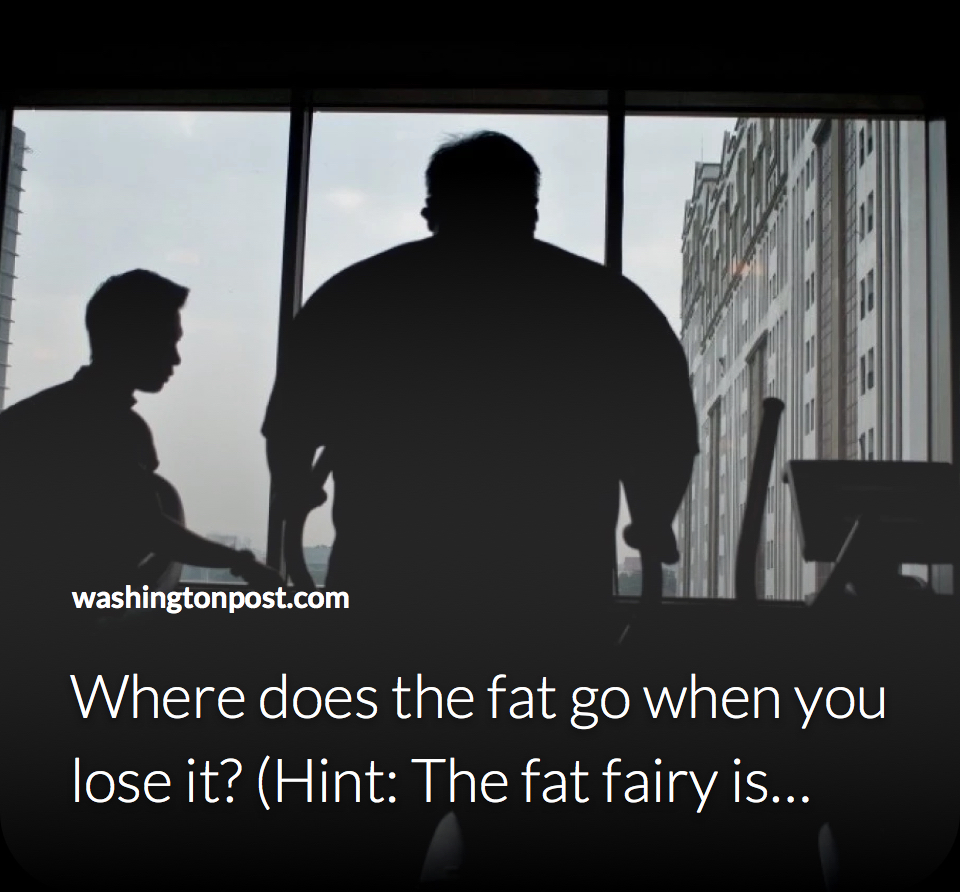 washingtonpost.com
Where does the fat go when you
lose it? (Hint: The fat fairy is...